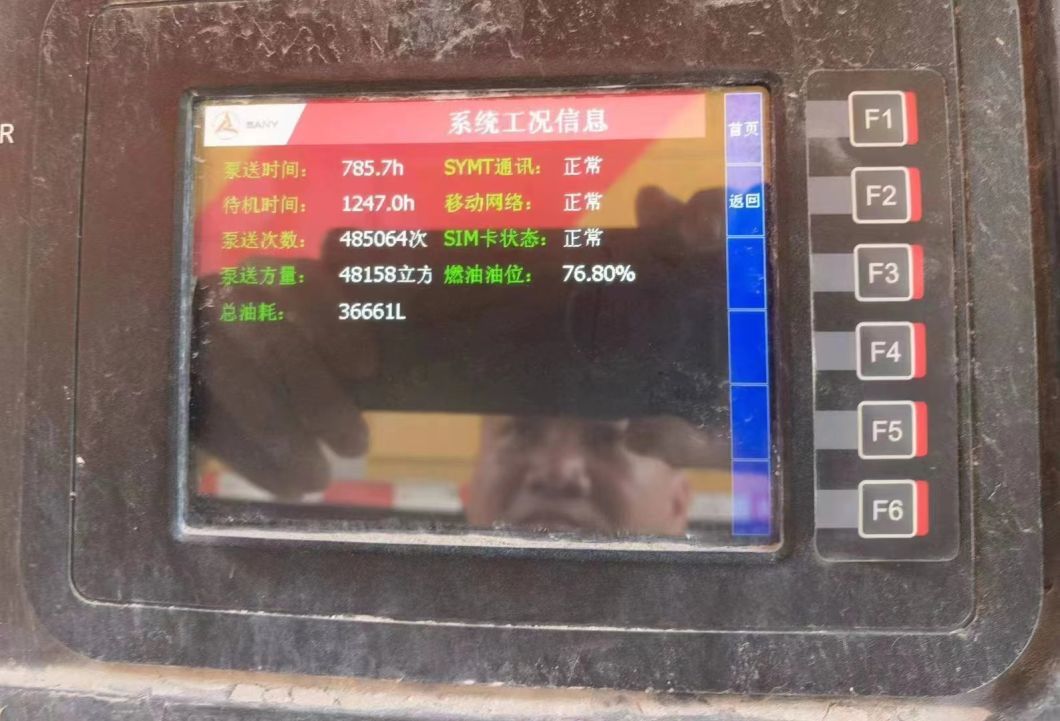 R
SANY 系统工况信息 首页
泵送时间: 785.7h SYMT通讯: 正常
待机时间: 1247.0h 移动网络: 正常 返回
泵送次数: 485064次 SIM卡状态: 正常
泵送方量: 48158立方 燃油油位: 76.80%
总油耗: 36661L
F1
F2
F3
F4
F5
F6